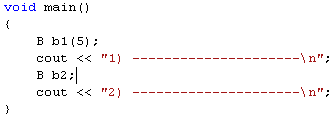 void main()
{
B b1(5);
cout << "1) ---------------------\n";
B b2;
cout << "2) ---------------------\n";
}